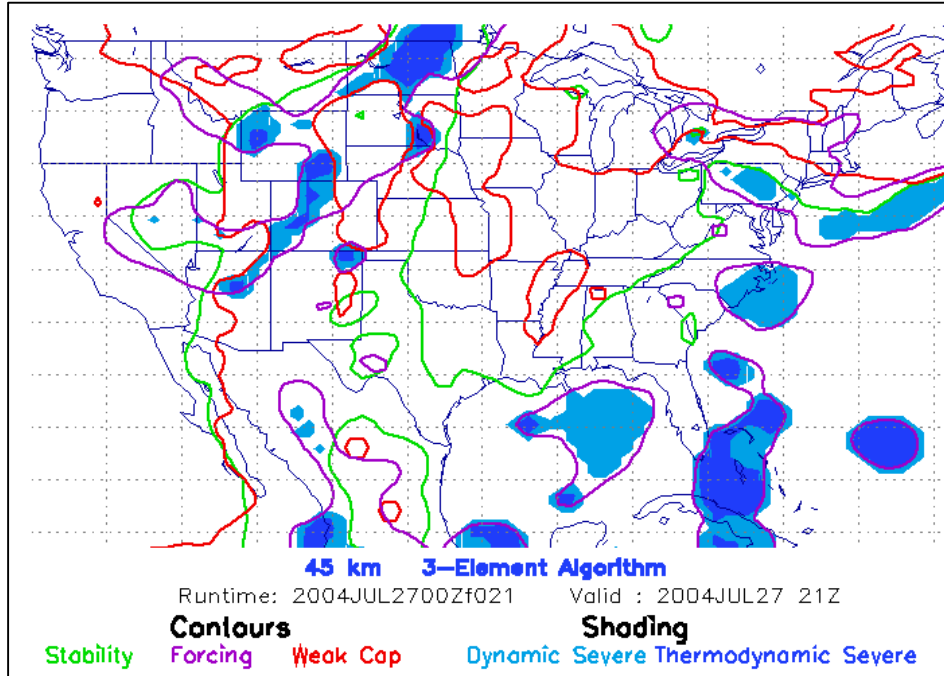 45 km 3-Element Algorithm
Runtime: 2004JUL2700Zf021 Valid : 2004JUL27 21Z
Contours Shading
Stability Forcing Weak Cap Dynamic Severe Thermodynamic Severe